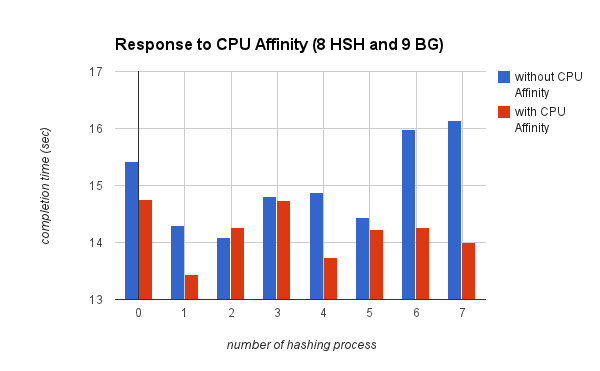 Response to CPU Affinity (8 HSH and 9 BG)
17
16
15
14
13
completion time (sec)
0 1 2 3 4 5 6 7
number of hashing process
without CPU
Affinity
with CPU
Affinity